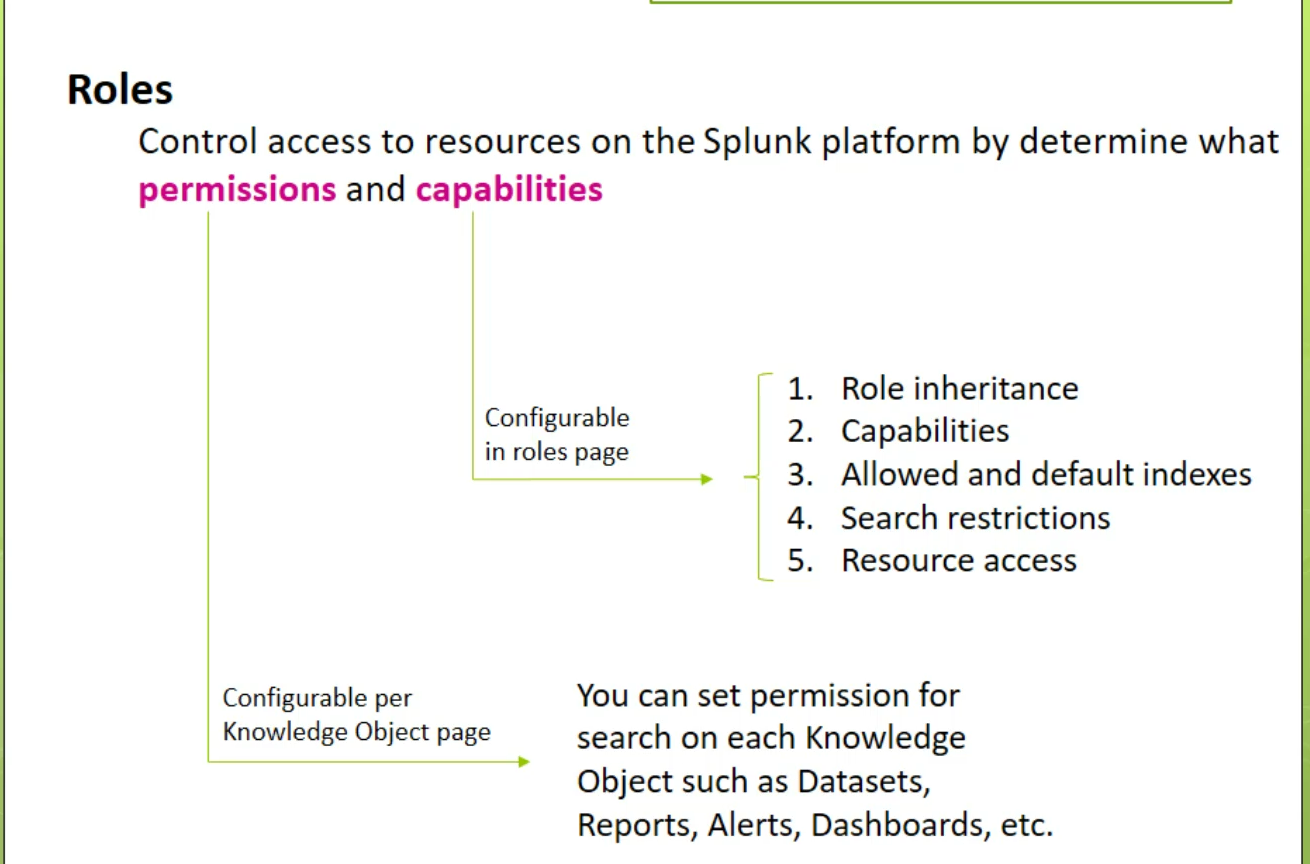 Roles
Control access to resources on the Splunk platform by determine what
permissions and capabilities
Configurable
in roles page
1. Role inheritance
2. Capabilities
3. Allowed and default indexes
4. Search restrictions
5. Resource access
Configurable per
Knowledge Object page
You can set permission for
search on each Knowledge
Object such as Datasets,
Reports, Alerts, Dashboards, etc.